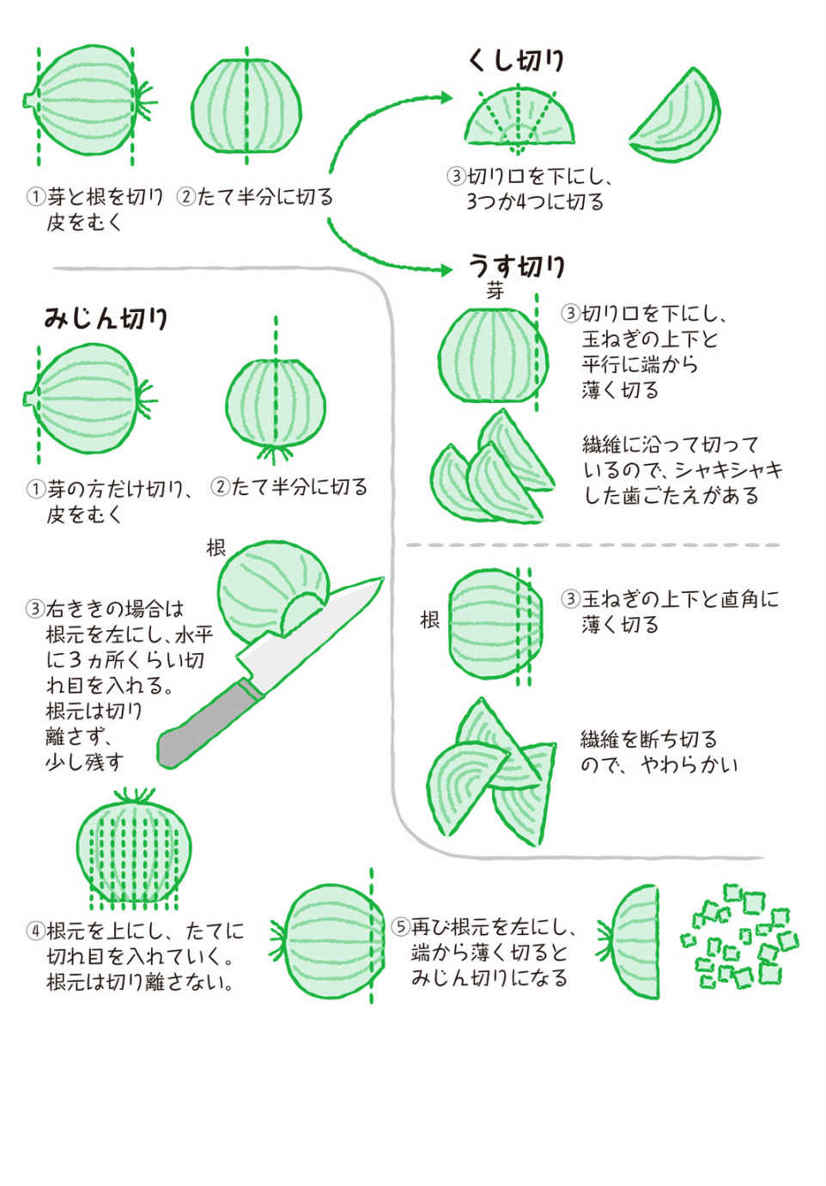 ①芽と根を切り
皮をむく
②たて半分に切る
くし切り
③切り口を下にし、
3つか4つに切る
うす切り
芽
③切り口を下にし、
玉ねぎの上下と
平行に端から
薄く切る
繊維に沿って切って
いるので、シャキシャキ
した歯ごたえがある
根
③玉ねぎの上下と直角に
薄く切る
繊維を断ち切る
ので、やわらかい
みじん切り
①芽の方だけ切り、
皮をむく
②たて半分に切る
根
③右ききの場合は
根元を左にし、水平
に3ヵ所くらい切
れ目を入れる。
根元は切り
離さず、
少し残す
④根元を上にし、たてに
切れ目を入れていく。
根元は切り離さない。
⑤再び根元を左にし、
端から薄く切ると
みじん切りになる